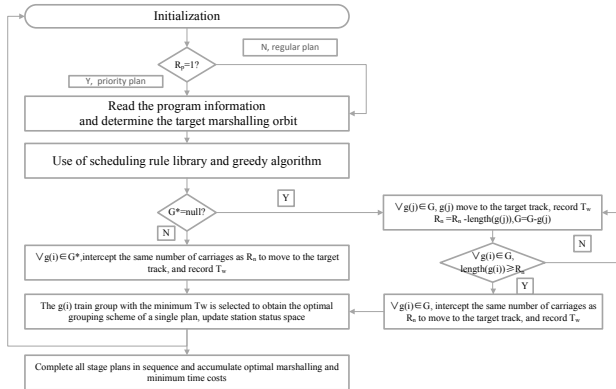 Initialization
N, regular plan
Rp=1?
Y, priority plan
Read the program information
and determine the target marshalling orbit
Use of scheduling rule library and greedy algorithm
G*=null?
Y
N
∨g(j)∈G, g(j) move to the target track, record Tw
Rn =Rn -length(g(j)),G=G-g(j)
∨g(i)∈G*,intercept the same number of carriages as Rn to move to the target
track, and record Tw
∨g(i)∈G,
length(g(i))≥Rn
N
Y
The g(i) train group with the minimum Tw is selected to obtain the optimal
grouping scheme of a single plan, update station status space
∨g(i)∈G, intercept the same number of carriages as
Rn to move to the target track, and record Tw
Complete all stage plans in sequence and accumulate optimal marshalling and
minimum time costs